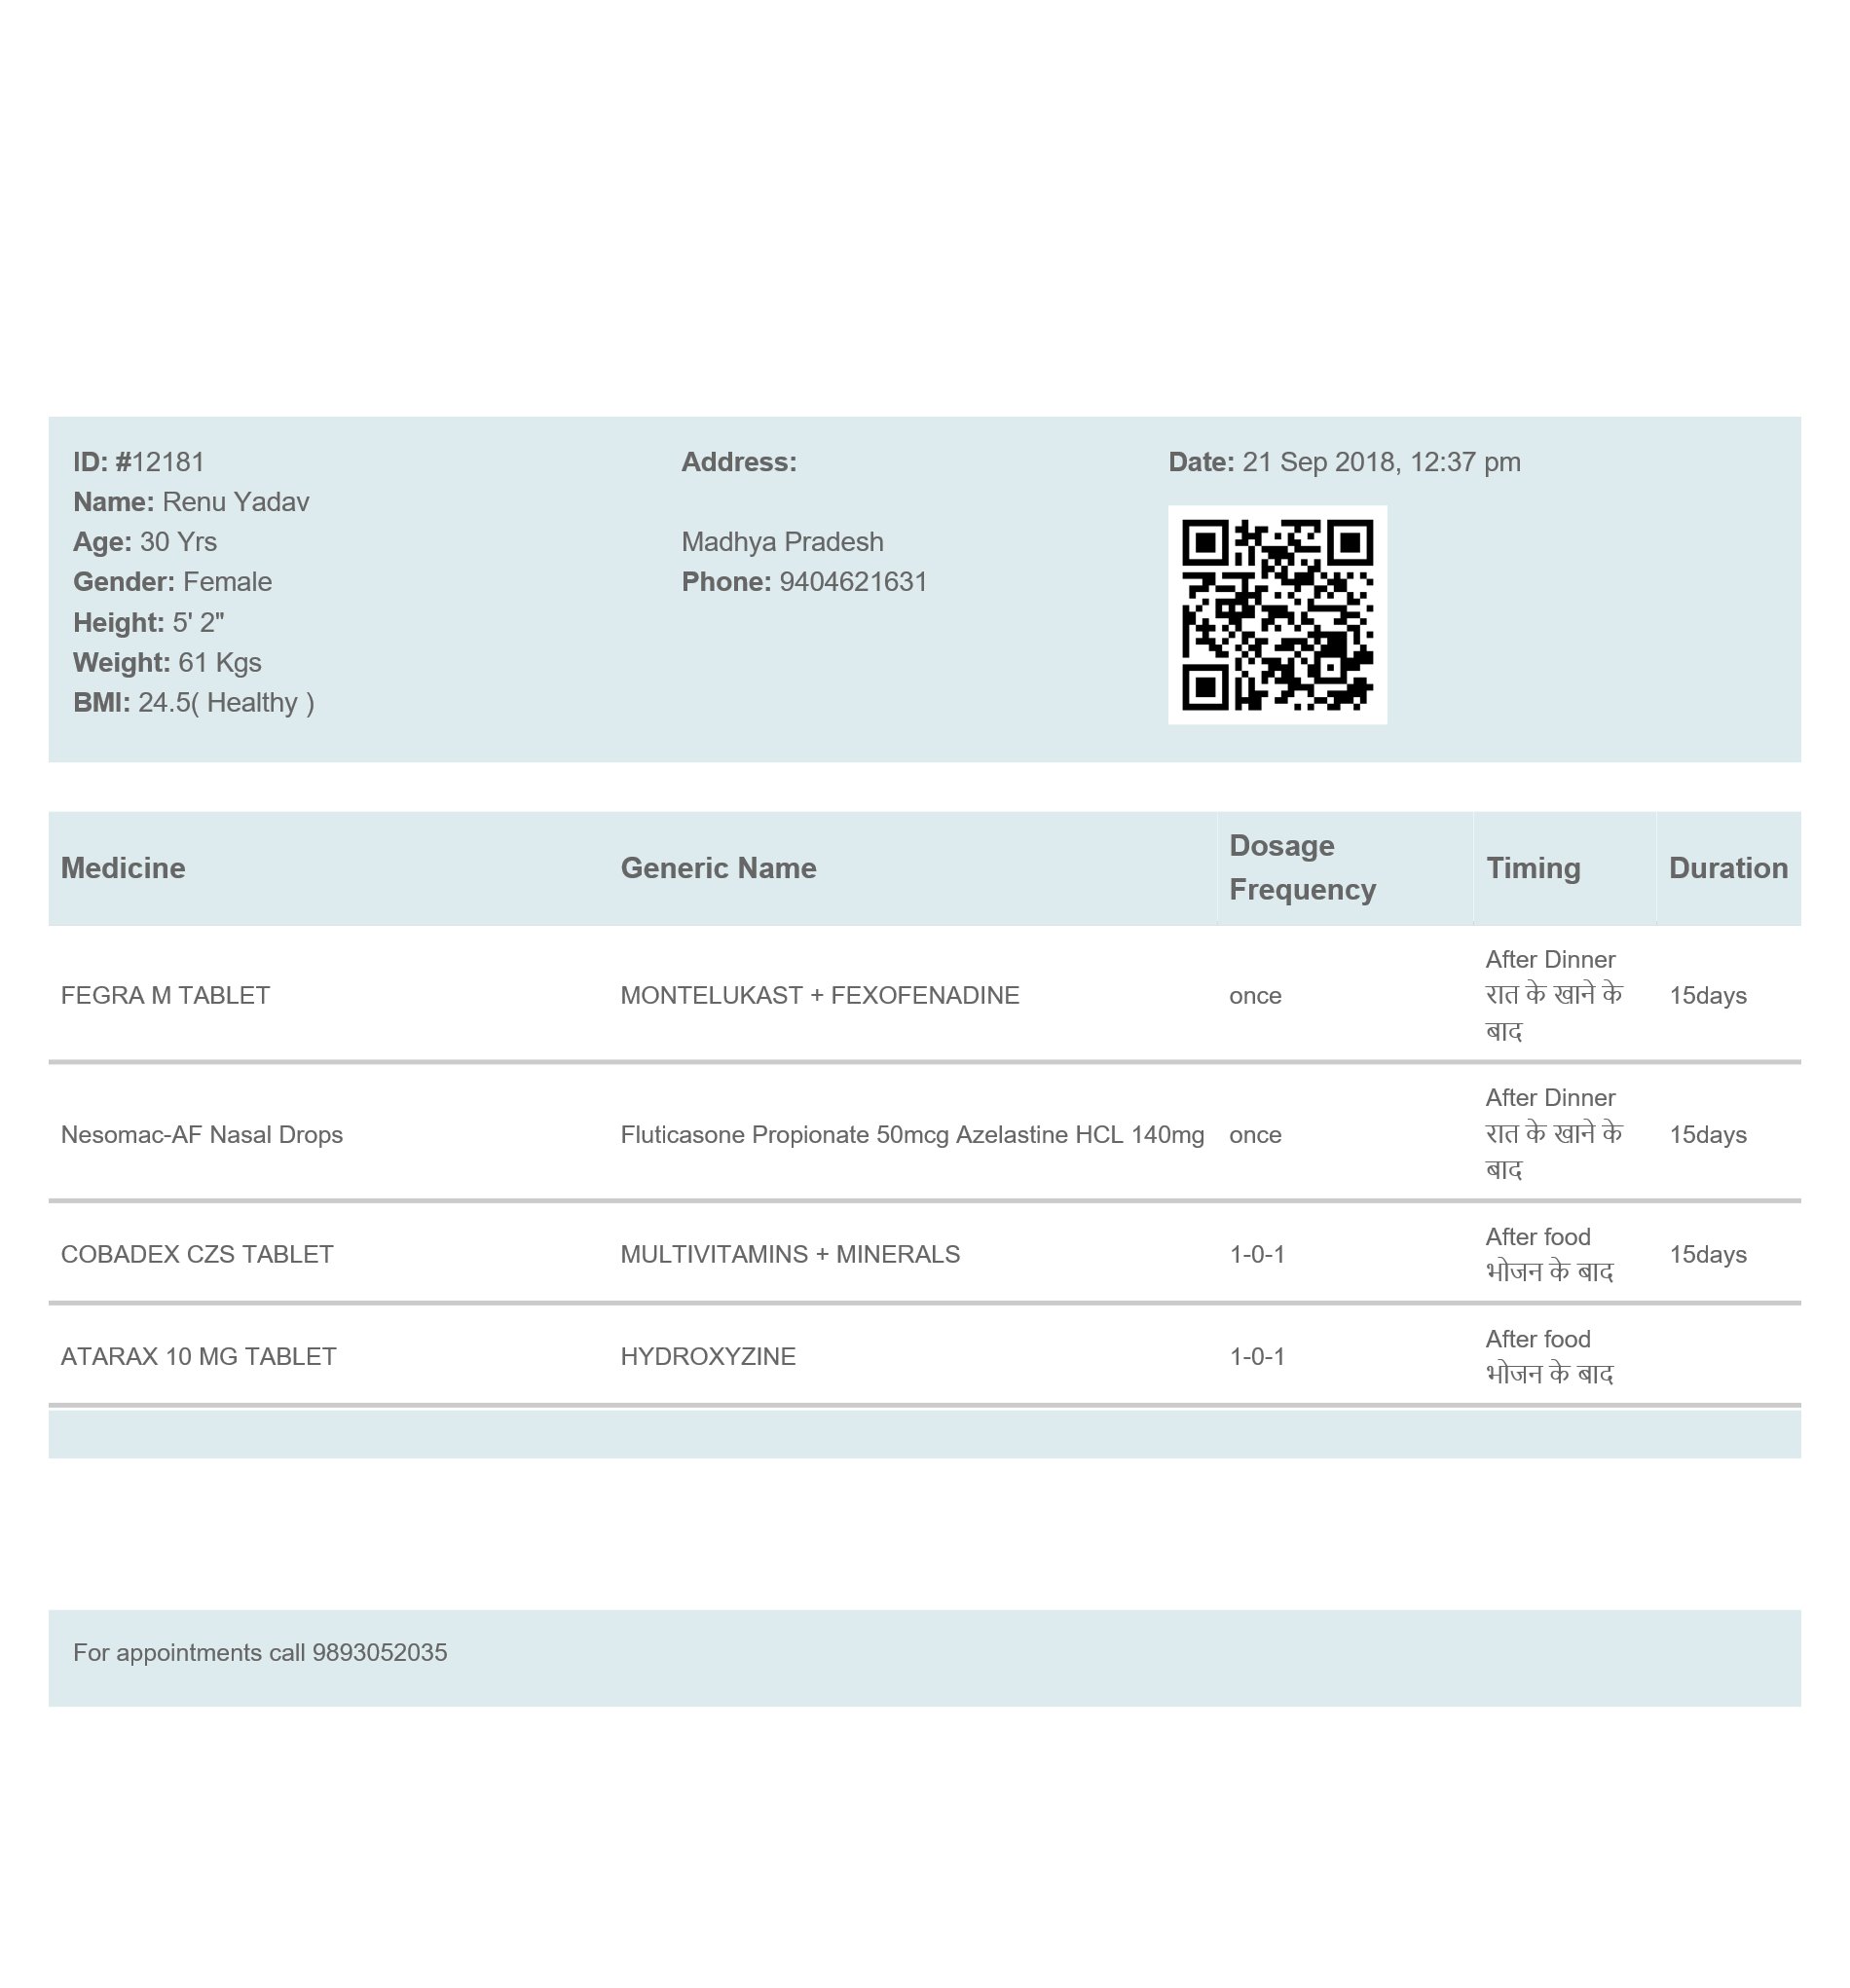 ID: #12181
Name: Renu Yadav
Age: 30 Yrs
Gender: Female
Height: 5' 2"
Weight: 61 Kgs
BMI: 24.5( Healthy )
Address:
Madhya Pradesh
Phone: 9404621631
Date: 21 Sep 2018, 12:37 pm
Medicine Generic Name Dosage Frequency Timing Duration
FEGRA M TABLET MONTELUKAST + FEXOFENADINE once After Dinner रात के खाने के बाद 15days
Nesomac-AF Nasal Drops Fluticasone Propionate 50mcg Azelastine HCL 140mg once After Dinner रात के खाने के बाद 15days
COBADEX CZS TABLET MULTIVITAMINS + MINERALS 1-0-1 After food भोजन के बाद 15days
ATARAX 10 MG TABLET HYDROXYZINE 1-0-1 After food भोजन के बाद
For appointments call 9893052035